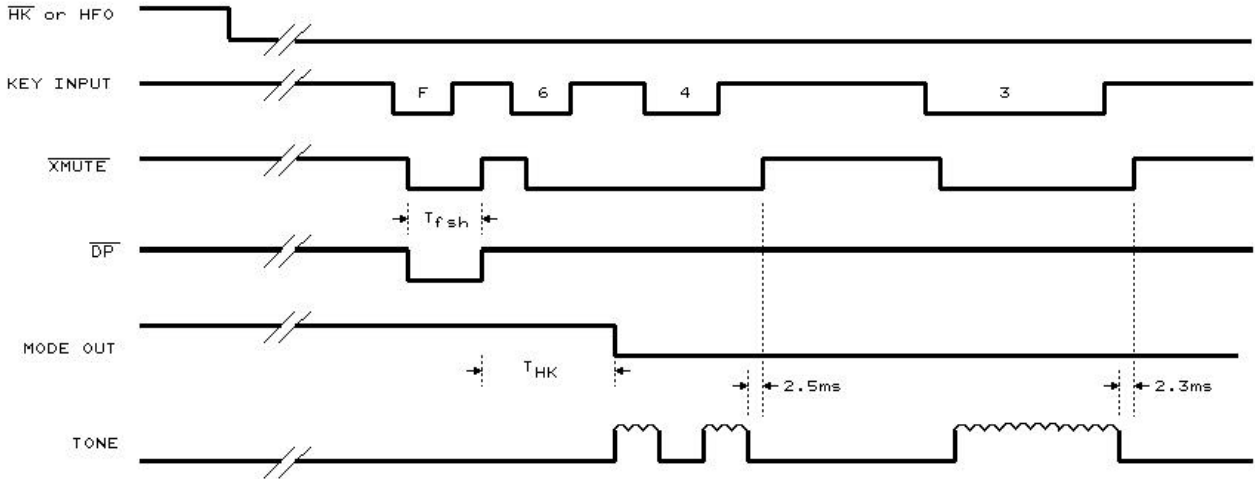 HK or HFO
KEY INPUT
F 6 4 3
XMUTE
Tfsh
DP
MODE OUT
THK
2.5ms 2.3ms
TONE